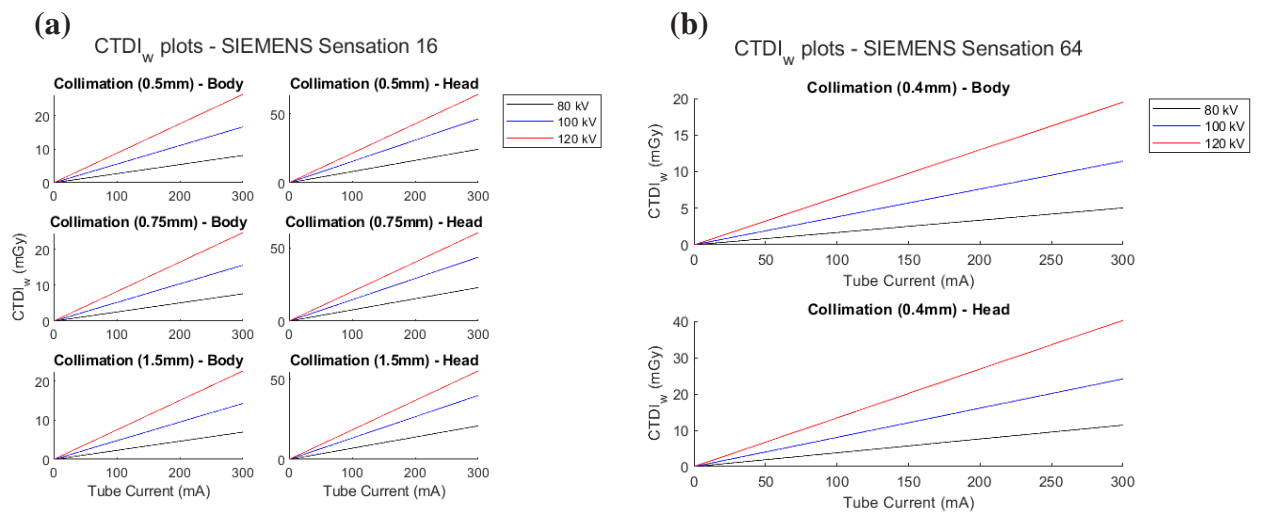 (a)
CTDIw plots - SIEMENS Sensation 16
Collimation (0.5mm) - Body
20
10
0
0 100 200 300
Collimation (0.5mm) - Head
50
0
0 100 200 300
80 kV
100 kV
120 kV
Collimation (0.75mm) - Body
20
10
0
0 100 200 300
Collimation (0.75mm) - Head
50
0
0 100 200 300
CTDIw (mGy)
Collimation (1.5mm) - Body
20
10
0
0 100 200 300
Tube Current (mA)
Collimation (1.5mm) - Head
50
0
0 100 200 300
Tube Current (mA)
(b)
CTDIw plots - SIEMENS Sensation 64
Collimation (0.4mm) - Body
20
15
10
5
0
CTDIw (mGy)
0 50 100 150 200 250 300
Tube Current (mA)
80 kV
100 kV
120 kV
Collimation (0.4mm) - Head
40
30
20
10
0
CTDIw (mGy)
0 50 100 150 200 250 300
Tube Current (mA)